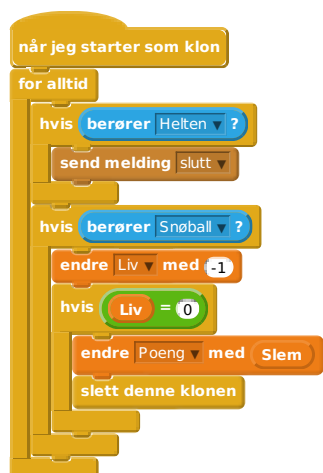 når jeg starter som klon
for alltid
hvis berører Helten ?
send melding slutt
hvis berører Snøball ?
endre Liv med -1
hvis Liv = 0
endre Poeng med Slem
slett denne klonen